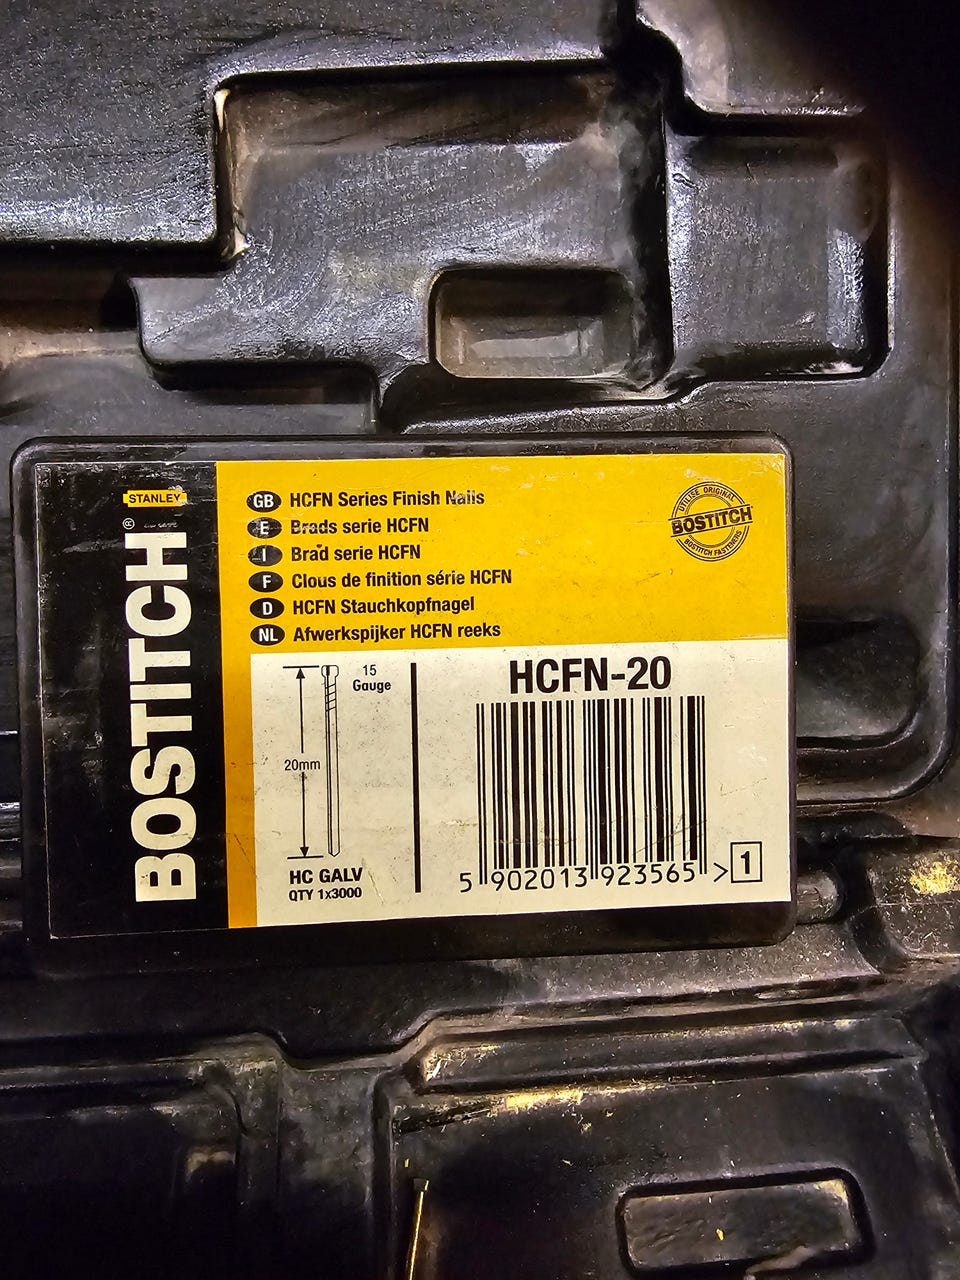 STANLEY
BOSTITCH®
GB HCFN Series Finish Nails
E Brads serie HCFN
I Brad serie HCFN
F Clous de finition série HCFN
D HCFN Stauchkopfnagel
NL Afwerkspijker HCFN reeks
UTILISE ORIGINAL
BOSTITCH
BOSTITCH FASTENERS
15
Gauge
20mm
HC GALV
QTY 1x3000
HCFN-20
5 902013 923565 >
1